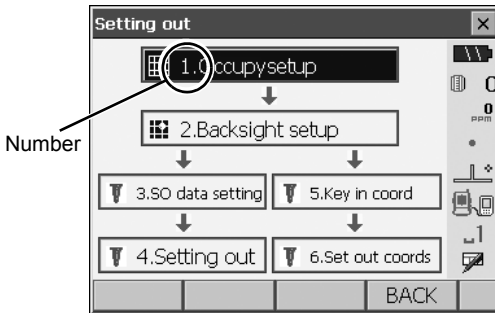 Setting out
1.Occupysetup
Number
2.Backsight setup
3.SO data setting
5.Key in coord
4.Setting out
6.Set out coords
BACK
0
0
PPM
1